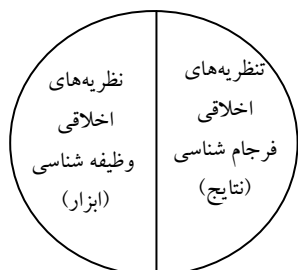 تنظریه‌های
اخلاقی
فرجام شناسی
(نتایج)
نظریه‌های
اخلاقی
وظیفه شناسی
(ابزار)